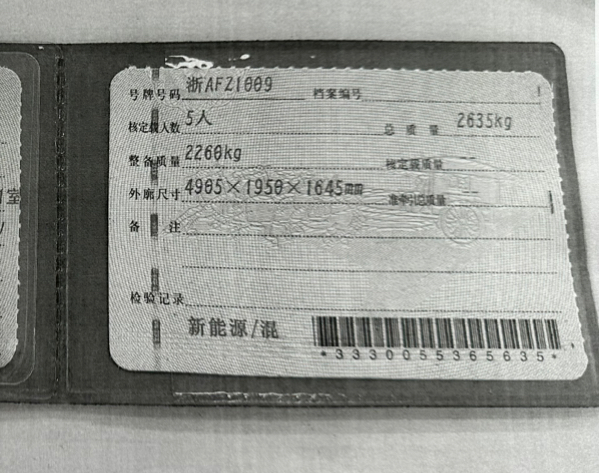 号牌号码 浙AFZ1009 档案编号
核定载人数 5人 总质量 2635kg
整备质量 2260kg 核定载质量 --
外廓尺寸 4905×1950×1645mm 准牵引总质量 --
备注
检验记录
新能源/混
*3330055365635*
室